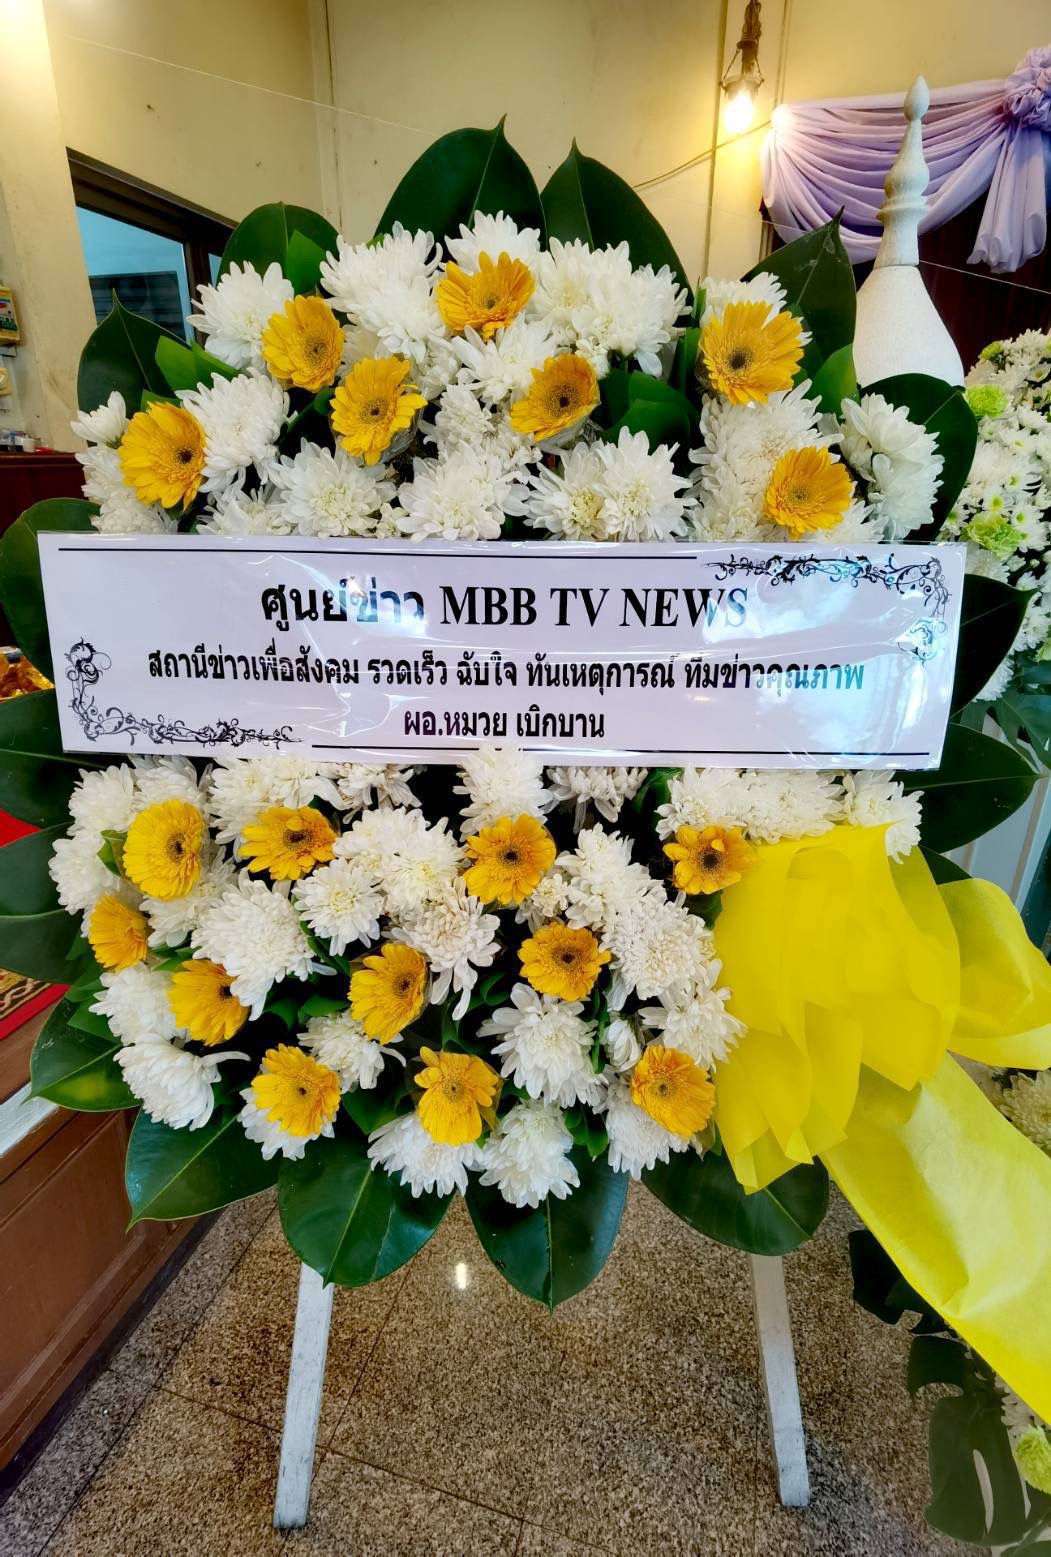 ศูนย์ข่าว MBB TV NEWS
สถานีข่าวเพื่อสังคม รวดเร็ว ฉับใจ ทันเหตุการณ์ ทีมข่าวคุณภาพ
ผอ.หมวย เบิกบาน